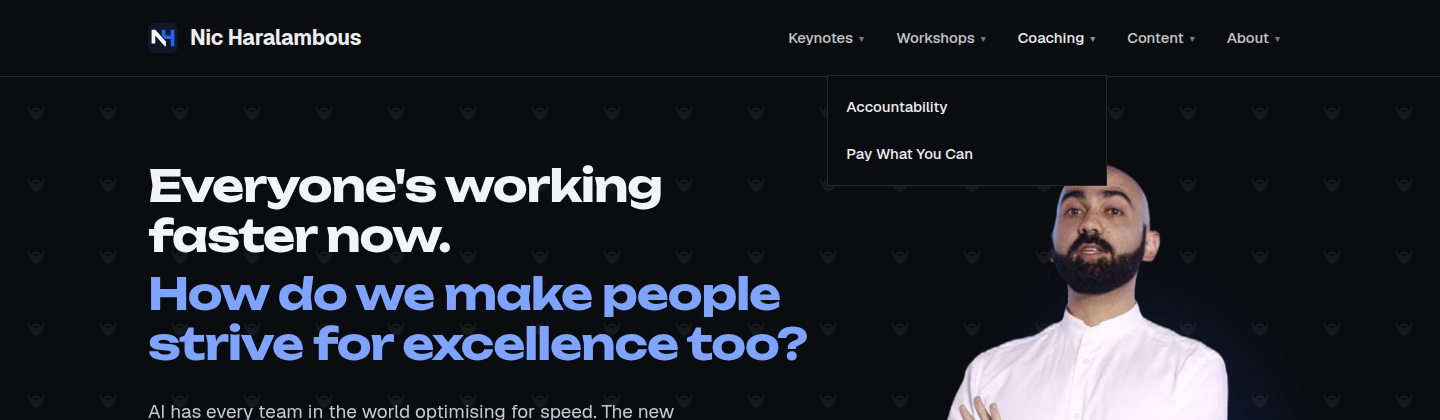 NH Nic Haralambous
Keynotes ▾ Workshops ▾ Coaching ▾ Content ▾ About ▾
Accountability
Pay What You Can
Everyone's working
faster now.
How do we make people
strive for excellence too?
AI has every team in the world optimising for speed. The new